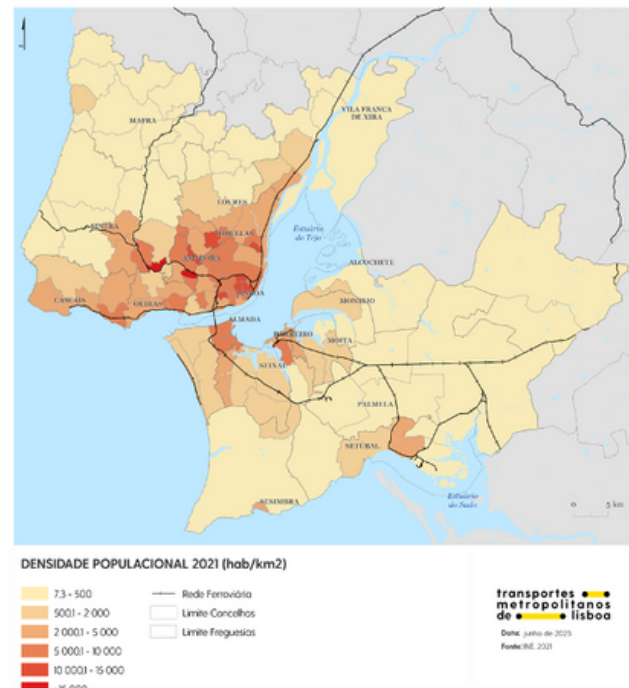 VILA FRANCA
DE XIRA
MAFRA
LOURES
SINTRA
ODIVELAS
AMADORA
Estuário
do Tejo
ALCOCHETE
CASCAIS
OEIRAS
LISBOA
MONTIJO
ALMADA
BARREIRO
MOITA
SEIXAL
PALMELA
SETÚBAL
SESIMBRA
Estuário
do Sado
5 km
DENSIDADE POPULACIONAL 2021 (hab/km2)
7.3 - 500
500.1 - 2 000
2 000.1 - 5 000
5 000.1 - 10 000
10 000.1 - 15 000
Rede Ferroviária
Limite Concelhos
Limite Freguesias
transportes
metropolitanos
de lisboa
Data: junho de 2023
Fonte: INE, 2021